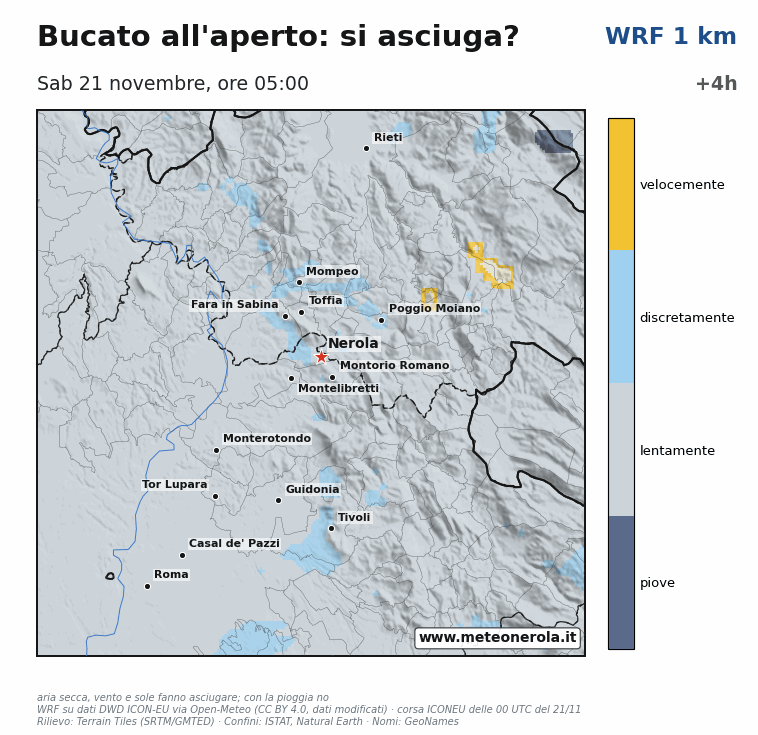 Bucato all'aperto: si asciuga?
WRF 1 km
Sab 21 novembre, ore 05:00
+4h
Rieti
Mompeo
Fara in Sabina
Toffia
Poggio Moiano
Nerola
Montorio Romano
Montelibretti
Monterotondo
Tor Lupara
Guidonia
Tivoli
Casal de' Pazzi
Roma
www.meteonerola.it
velocemente
discretamente
lentamente
piove
aria secca, vento e sole fanno asciugare; con la pioggia no
WRF su dati DWD ICON-EU via Open-Meteo (CC BY 4.0, dati modificati) · corsa ICONEU delle 00 UTC del 21/11
Rilievo: Terrain Tiles (SRTM/GMTED) · Confini: ISTAT, Natural Earth · Nomi: GeoNames